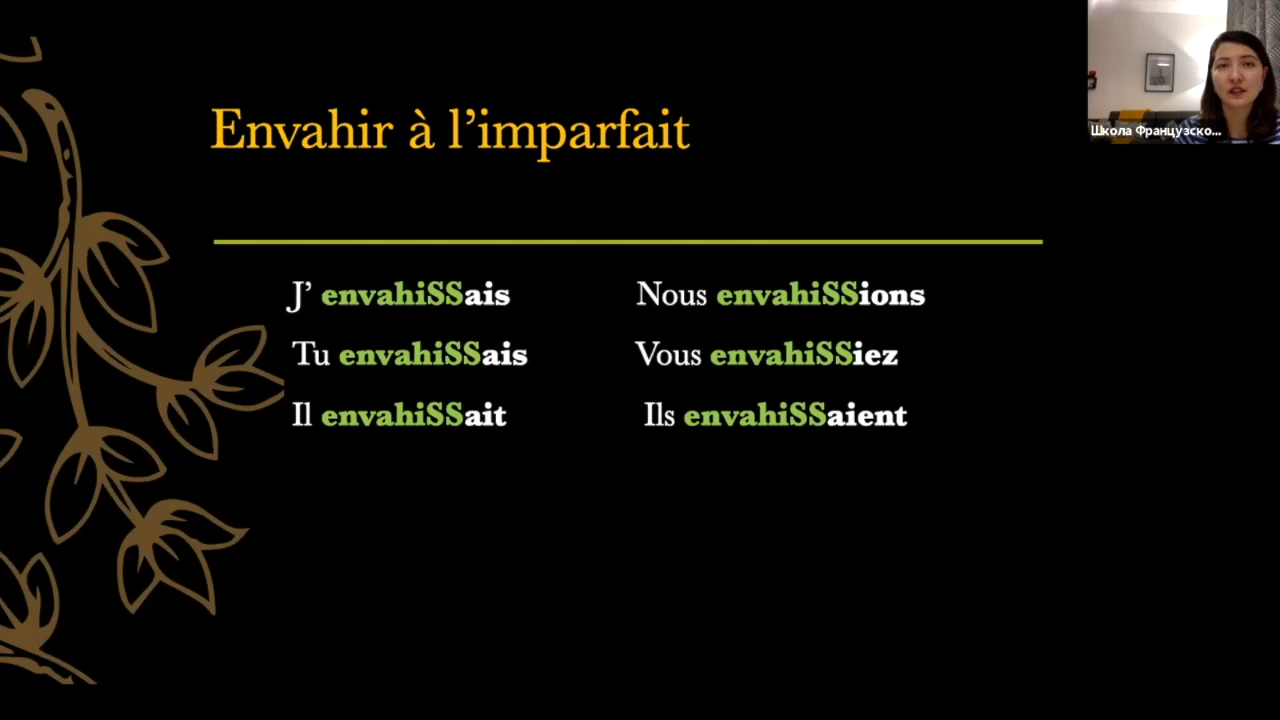 Школа Французско...
Envahir à l’imparfait
J’ envahiSSais
Tu envahiSSais
Il envahiSSait
Nous envahiSSions
Vous envahiSSiez
Ils envahiSSaient